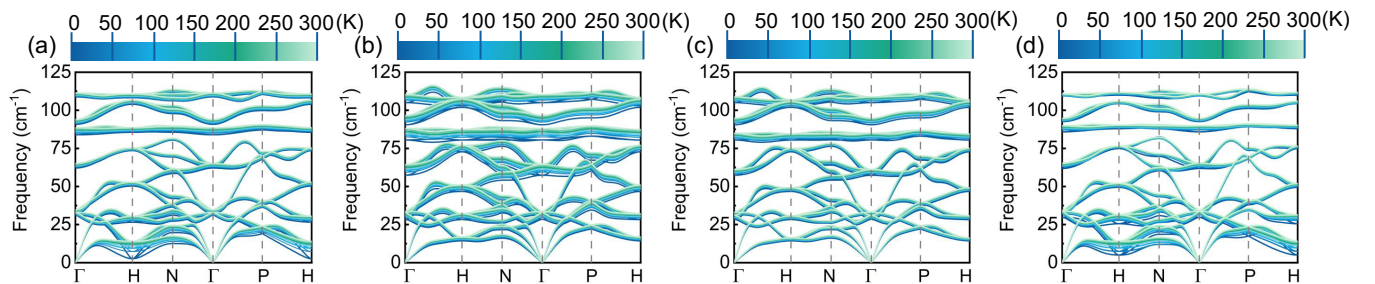 0 50 100 150 200 250 300(K) 0 50 100 150 200 250 300(K) 0 50 100 150 200 250 300(K) 0 50 100 150 200 250 300(K)
(a) (b) (c) (d)
125 125 125 125
100 100 100 100
75 75 75 75
50 50 50 50
25 25 25 25
0 0 0 0
Frequency (cm⁻¹) Frequency (cm⁻¹) Frequency (cm⁻¹) Frequency (cm⁻¹)
Γ H N Γ P H Γ H N Γ P H Γ H N Γ P H Γ H N Γ P H